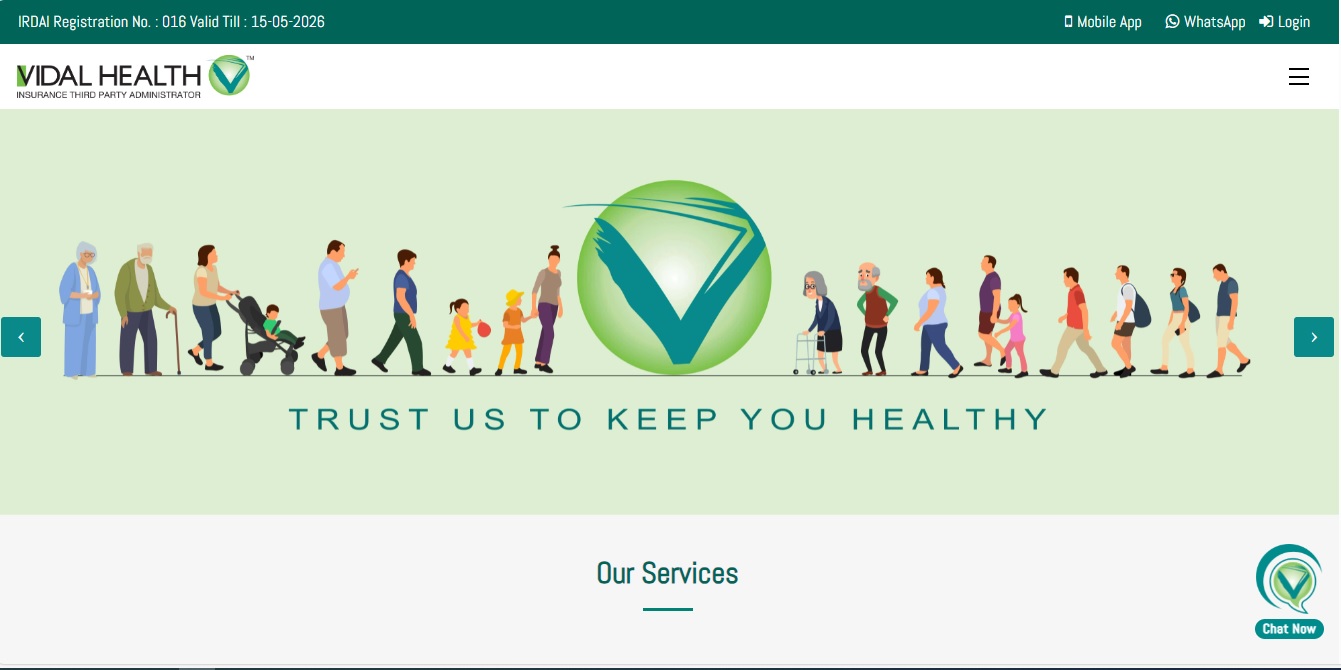 IRDAI Registration No. : 016 Valid Till : 15-05-2026
Mobile App WhatsApp Login
VIDAL HEALTH TM
INSURANCE THIRD PARTY ADMINISTRATOR
TRUST US TO KEEP YOU HEALTHY
Our Services
Chat Now